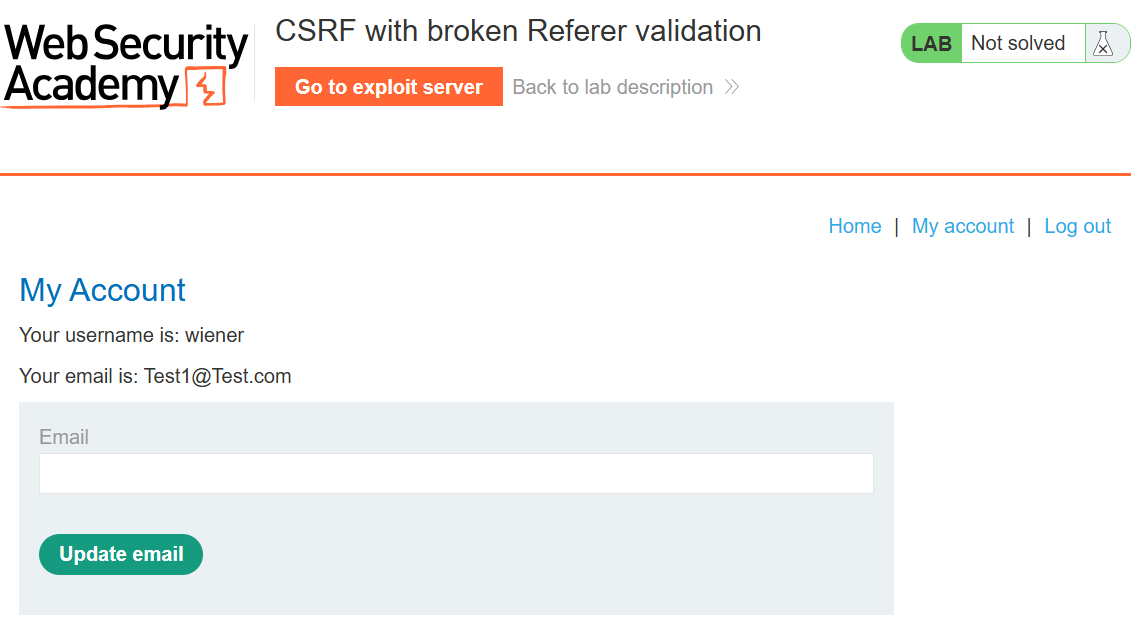 Web Security
Academy
CSRF with broken Referer validation
Go to exploit server
Back to lab description
LAB
Not solved
Home | My account | Log out
My Account
Your username is: wiener
Your email is: Test1@Test.com
Email
Update email